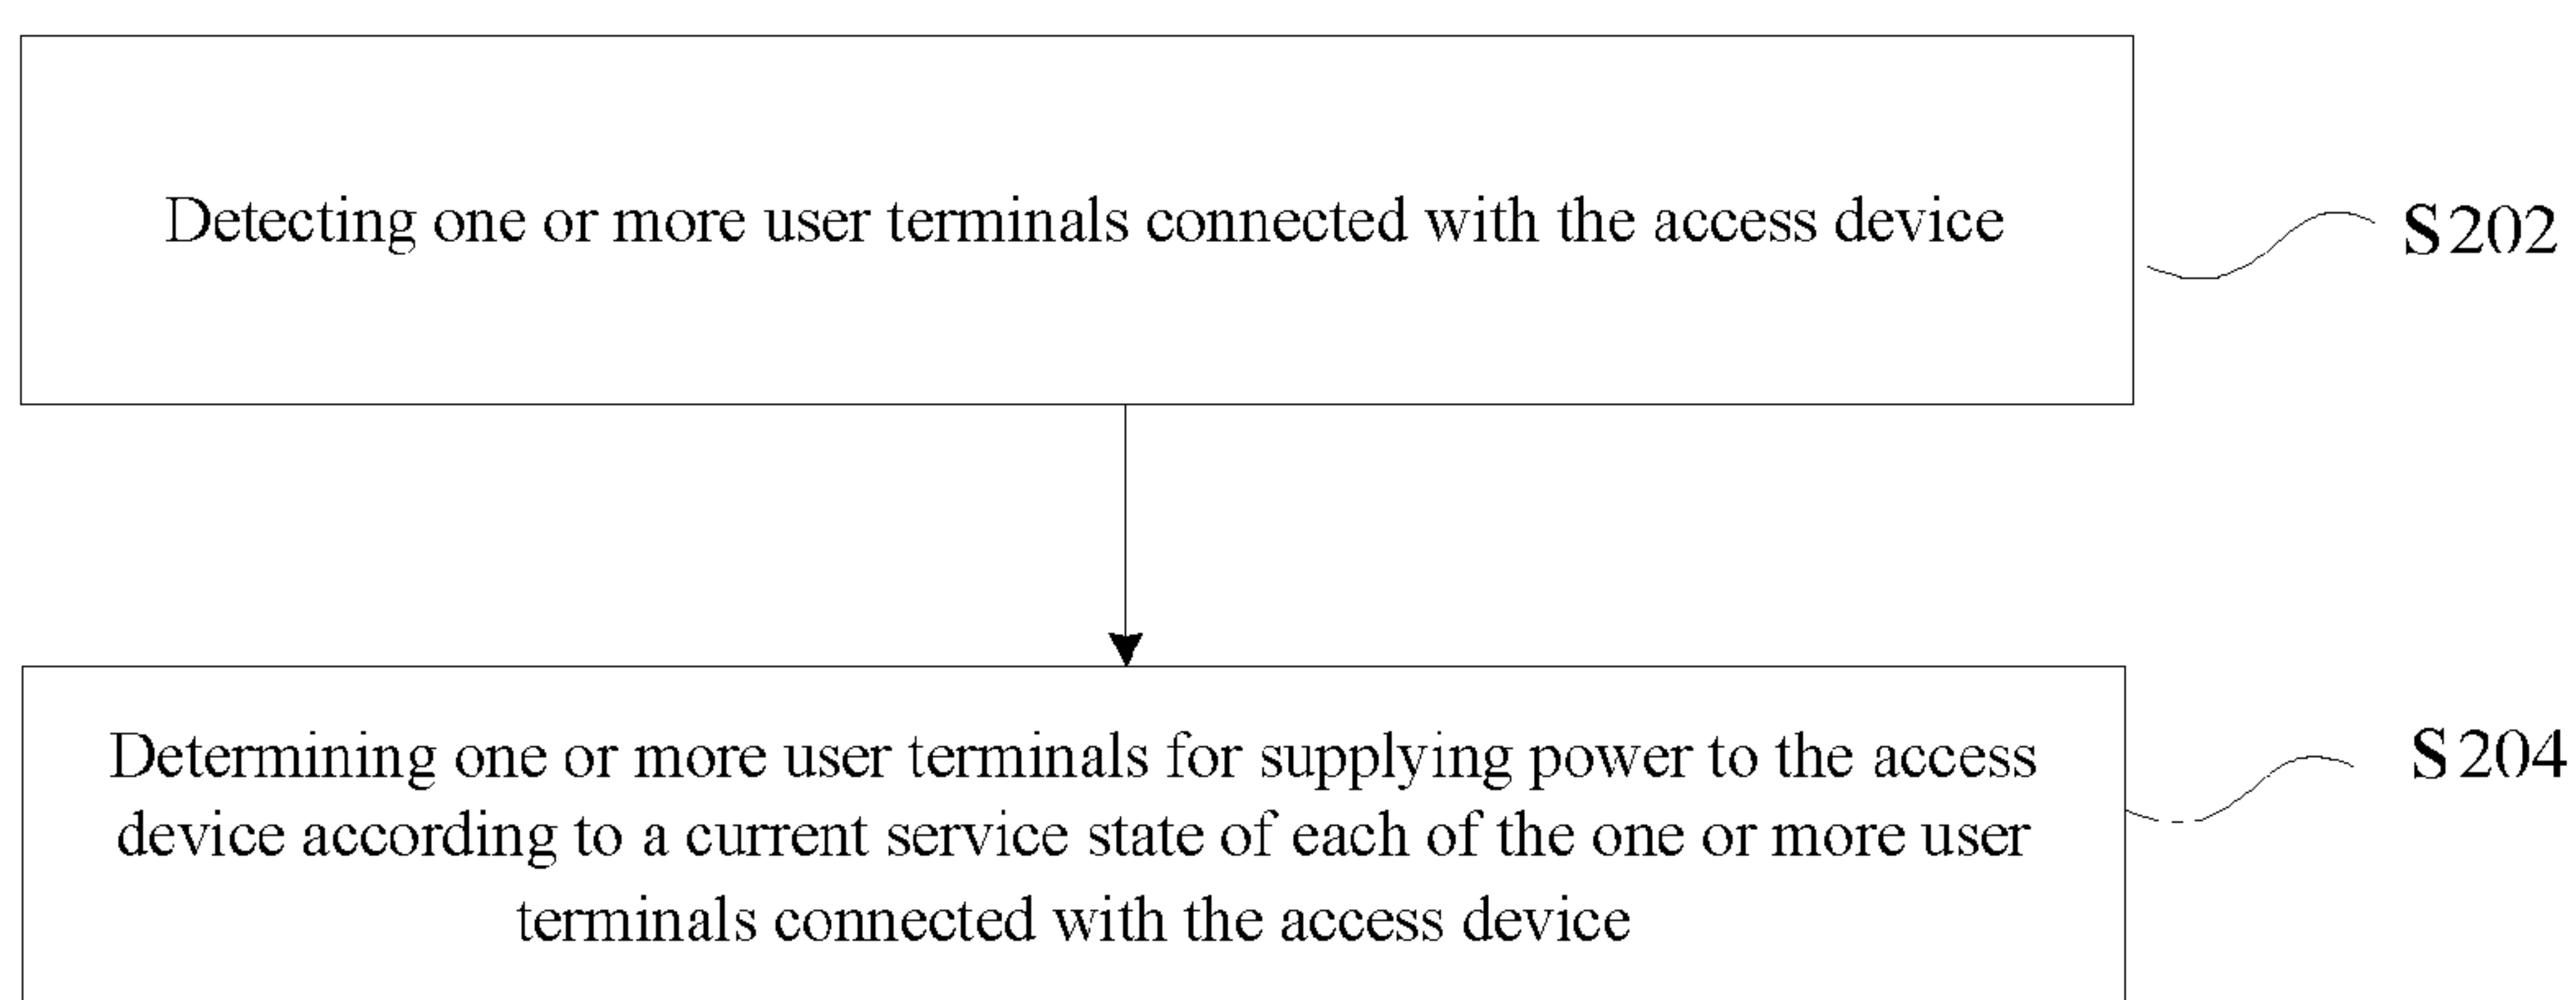 Detecting one or more user terminals connected with the access device
S202
Determining one or more user terminals for supplying power to the access
device according to a current service state of each of the one or more user
terminals connected with the access device
S204